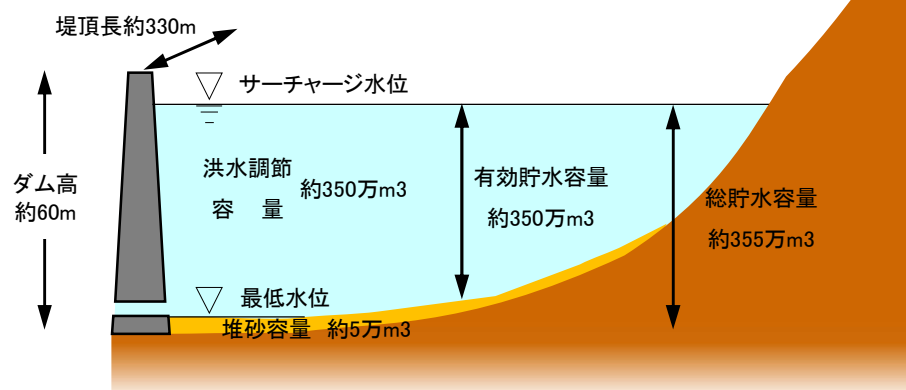 堤頂長約330m
サーチャージ水位
ダム高
約60m
洪水調節
容 量
約350万m3
有効貯水容量
約350万m3
総貯水容量
約355万m3
最低水位
堆砂容量 約5万m3